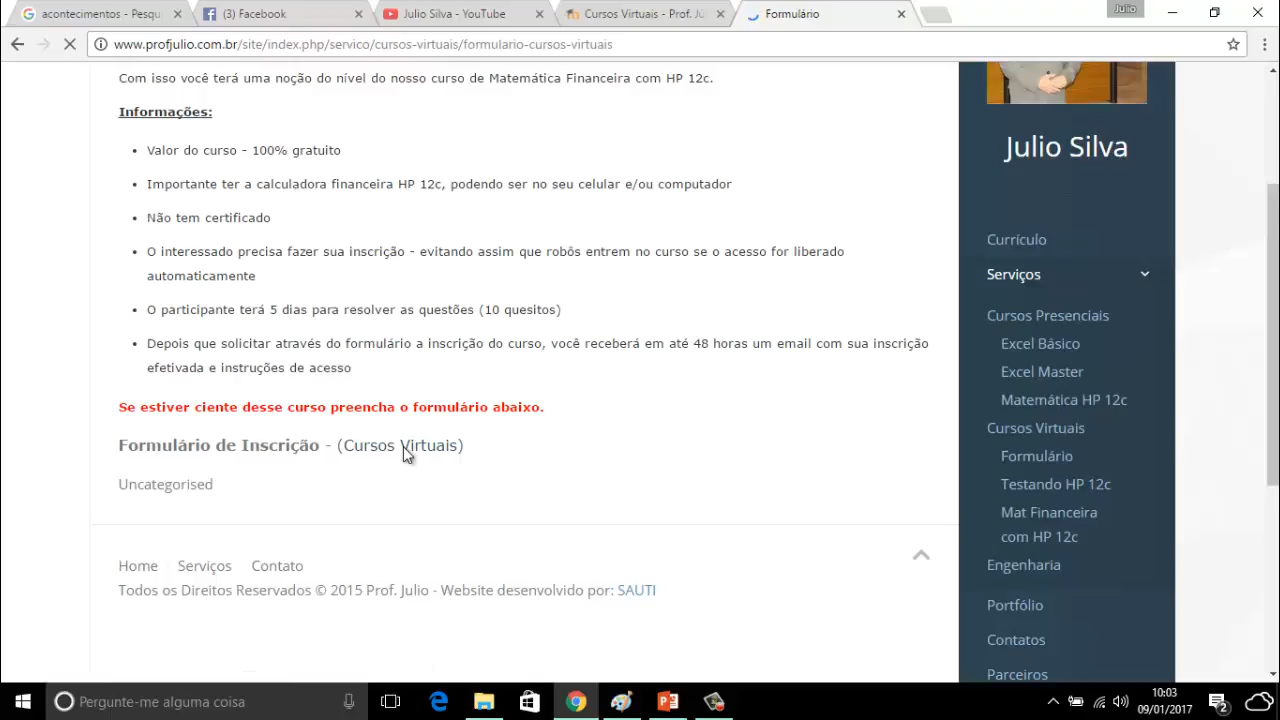 acontecimentos - Pesqu
(3) Facebook
Julio Silva - YouTube
Cursos Virtuais - Prof. Jú
Formulário
Julio
www.profjulio.com.br/site/index.php/servico/cursos-virtuais/formulario-cursos-virtuais
Com isso você terá uma noção do nível do nosso curso de Matemática Financeira com HP 12c.
Informações:
• Valor do curso - 100% gratuito
• Importante ter a calculadora financeira HP 12c, podendo ser no seu celular e/ou computador
• Não tem certificado
• O interessado precisa fazer sua inscrição - evitando assim que robôs entrem no curso se o acesso for liberado
automaticamente
• O participante terá 5 dias para resolver as questões (10 quesitos)
• Depois que solicitar através do formulário a inscrição do curso, você receberá em até 48 horas um email com sua inscrição
efetivada e instruções de acesso
Se estiver ciente desse curso preencha o formulário abaixo.
Formulário de Inscrição - (Cursos Virtuais)
Uncategorised
Home
Serviços
Contato
Todos os Direitos Reservados © 2015 Prof. Julio - Website desenvolvido por: SAUTI
Julio Silva
Currículo
Serviços
Cursos Presenciais
Excel Básico
Excel Master
Matemática HP 12c
Cursos Virtuais
Formulário
Testando HP 12c
Mat Financeira
com HP 12c
Engenharia
Portfólio
Contatos
Parceiros
Pergunte-me alguma coisa
10:03
09/01/2017
2